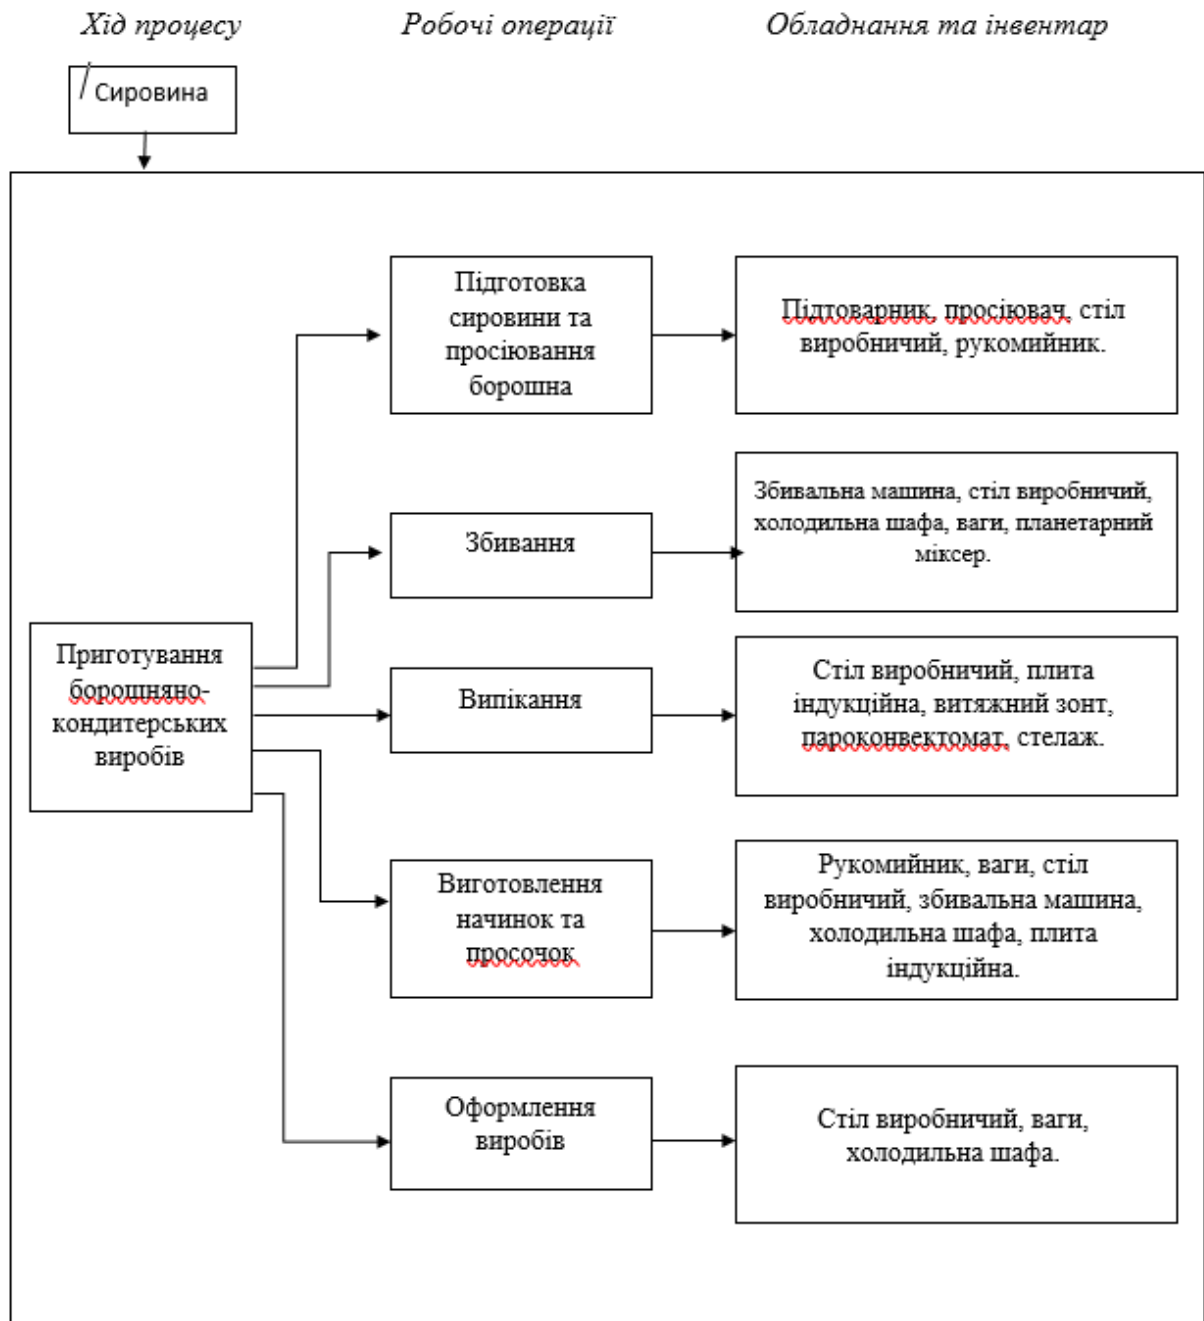 Хід процесу
Робочі операції
Обладнання та інвентар
Сировина
Підготовка
сировини та
просіювання
борошна
Підтоварник, просіювач, стіл
виробничий, рукомийник.
Збивання
Збивальна машина, стіл виробничий,
холодильна шафа, ваги, планетарний
міксер.
Приготування
борошняно-
кондитерських
виробів
Випікання
Стіл виробничий, плита
індукційна, витяжний зонт,
пароконвектомат, стелаж.
Виготовлення
начинок та
просочок
Рукомийник, ваги, стіл
виробничий, збивальна машина,
холодильна шафа, плита
індукційна.
Оформлення
виробів
Стіл виробничий, ваги,
холодильна шафа.